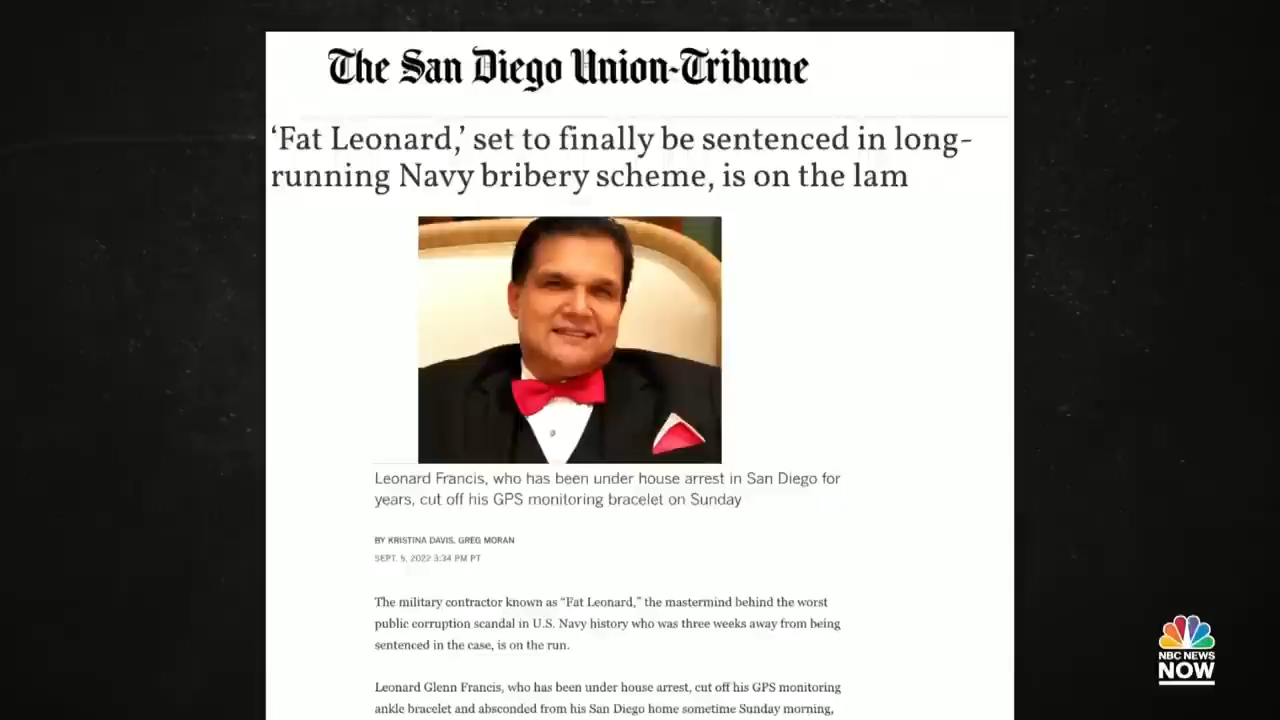 The San Diego Union-Tribune
‘Fat Leonard,’ set to finally be sentenced in long-
running Navy bribery scheme, is on the lam
Leonard Francis, who has been under house arrest in San Diego for
years, cut off his GPS monitoring bracelet on Sunday
BY KRISTINA DAVIS, GREG MORAN
SEPT. 5, 2022 3:34 PM PT
The military contractor known as “Fat Leonard,” the mastermind behind the worst
public corruption scandal in U.S. Navy history who was three weeks away from being
sentenced in the case, is on the run.
Leonard Glenn Francis, who has been under house arrest, cut off his GPS monitoring
ankle bracelet and absconded from his San Diego home sometime Sunday morning,
NBC NEWS
NOW